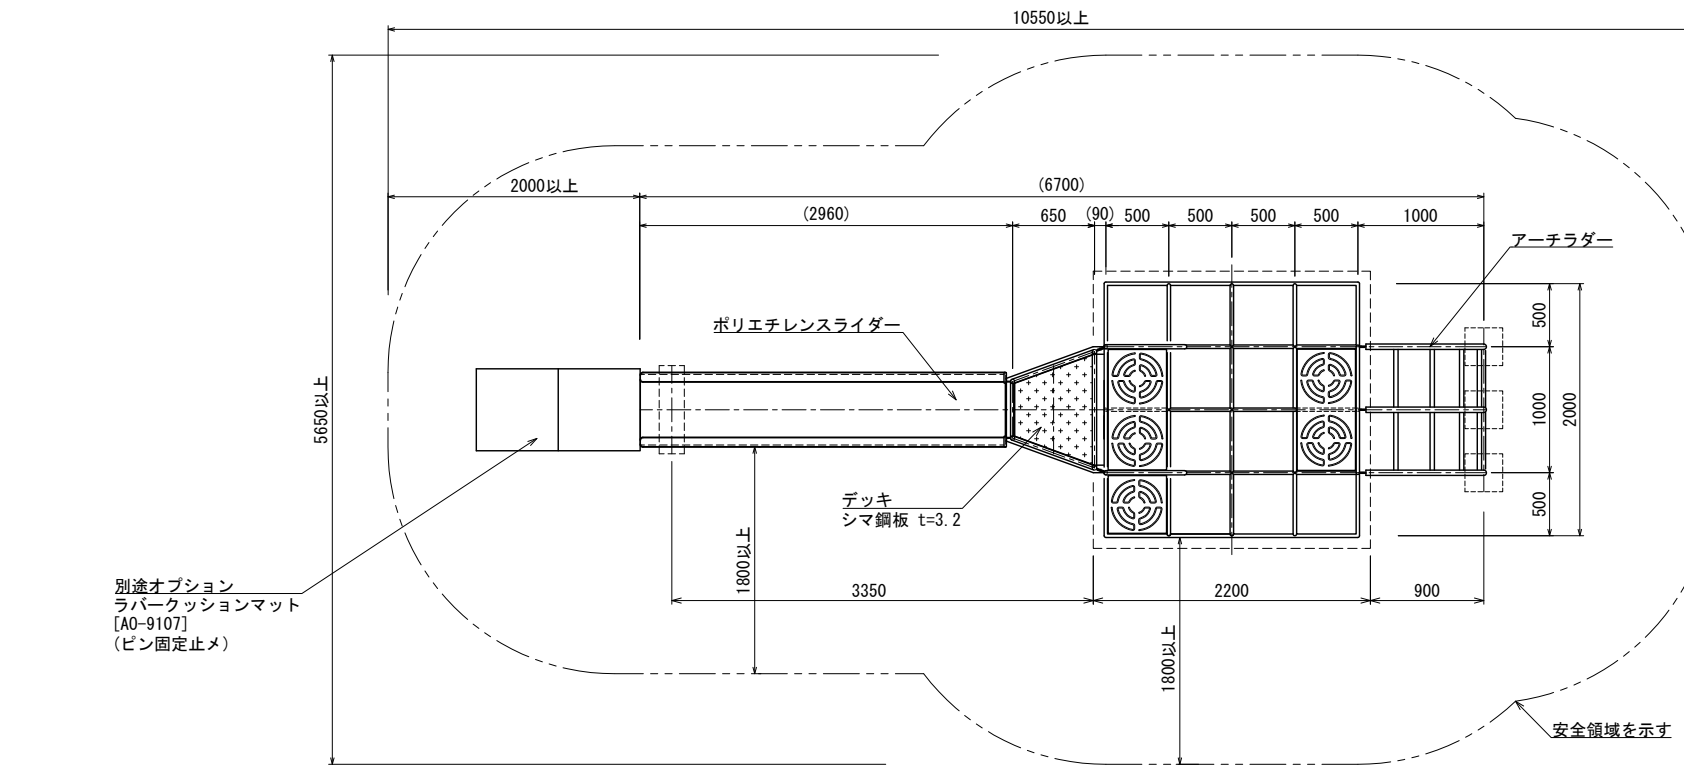 10550以上
2000以上
(6700)
(2960)
650
(90)
500
500
500
500
1000
アーチラダー
ポリエチレンスライダー
500
1000
2000
500
5650以上
デッキ
シマ鋼板 t=3.2
1800以上
3350
2200
900
別途オプション
ラバークッションマット
[AO-9107]
(ピン固定止メ)
1800以上
安全領域を示す